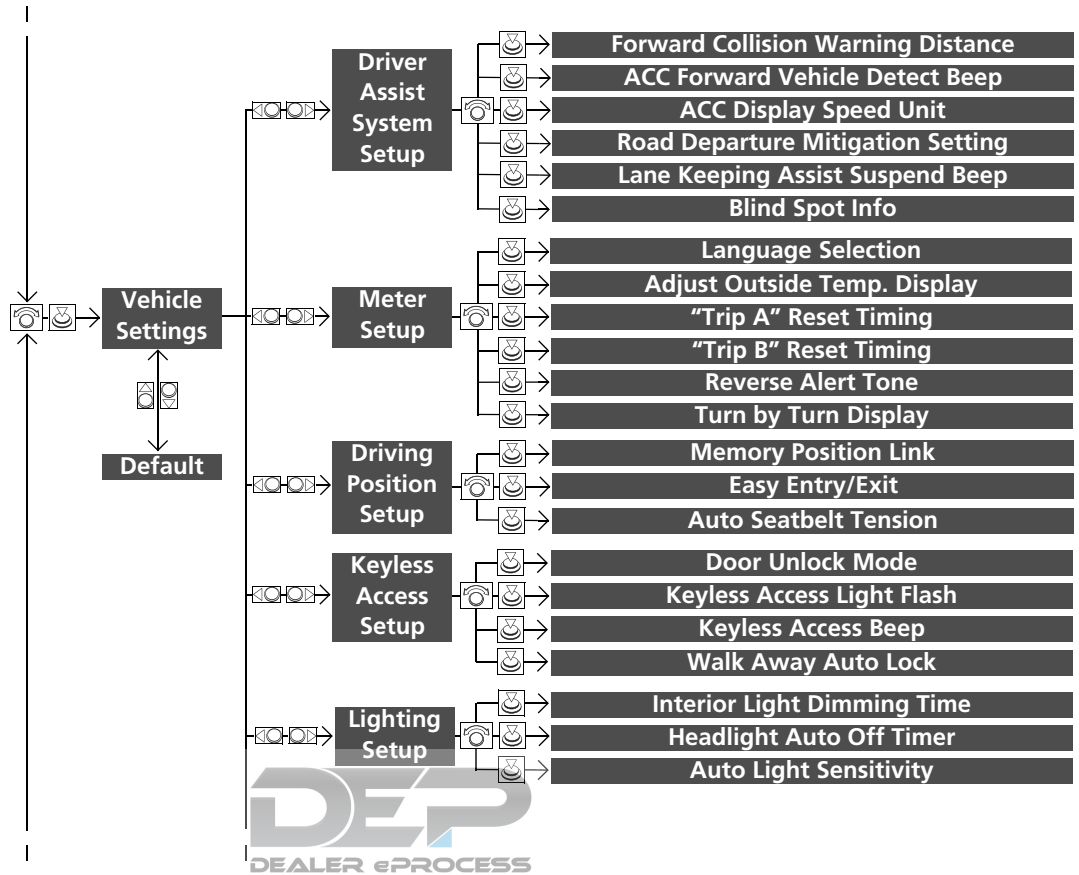 Driver
Assist
System
Setup
Forward Collision Warning Distance
ACC Forward Vehicle Detect Beep
ACC Display Speed Unit
Road Departure Mitigation Setting
Lane Keeping Assist Suspend Beep
Blind Spot Info
Vehicle
Settings
Default
Meter
Setup
Language Selection
Adjust Outside Temp. Display
“Trip A” Reset Timing
“Trip B” Reset Timing
Reverse Alert Tone
Turn by Turn Display
Driving
Position
Setup
Memory Position Link
Easy Entry/Exit
Auto Seatbelt Tension
Keyless
Access
Setup
Door Unlock Mode
Keyless Access Light Flash
Keyless Access Beep
Walk Away Auto Lock
Lighting
Setup
Interior Light Dimming Time
Headlight Auto Off Timer
Auto Light Sensitivity
DEP
DEALER ePROCESS